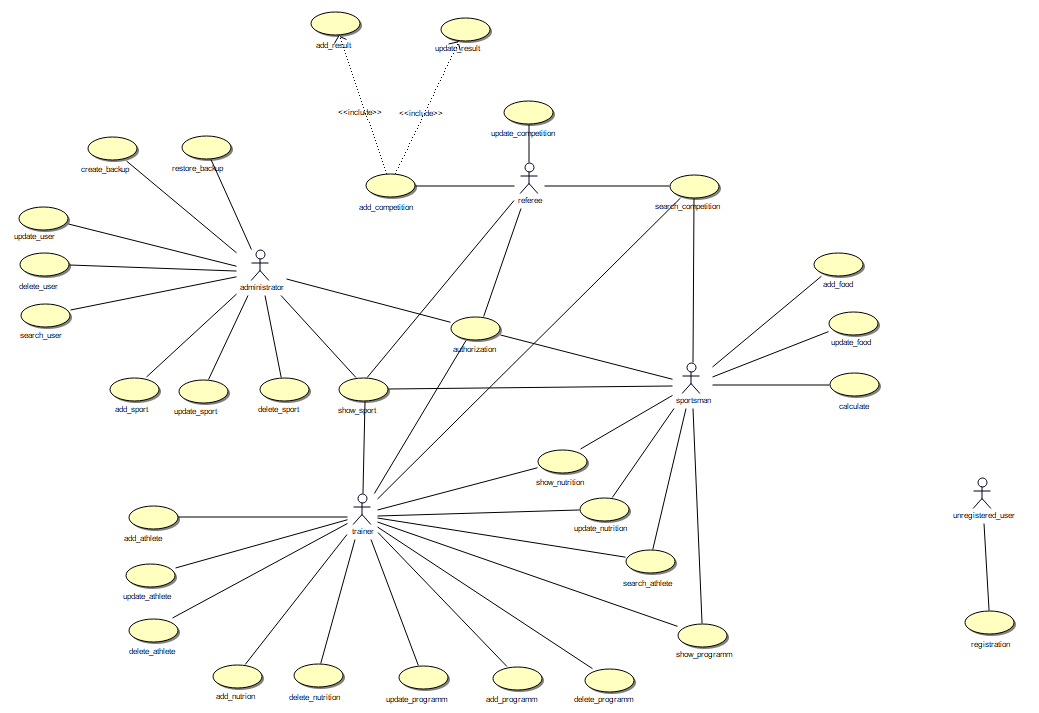 add_result
update_result
<<include>>
<<include>>
update_competition
create_backup
restore_backup
referee
add_competition
search_competition
update_user
delete_user
search_user
administrator
add_food
update_food
calculate
authorization
sportsman
add_sport
update_sport
delete_sport
show_sport
show_nutrition
update_nutrition
unregistered_user
trainer
add_athlete
update_athlete
search_athlete
delete_athlete
show_programm
registration
add_nutrion
delete_nutrition
update_programm
add_programm
delete_programm